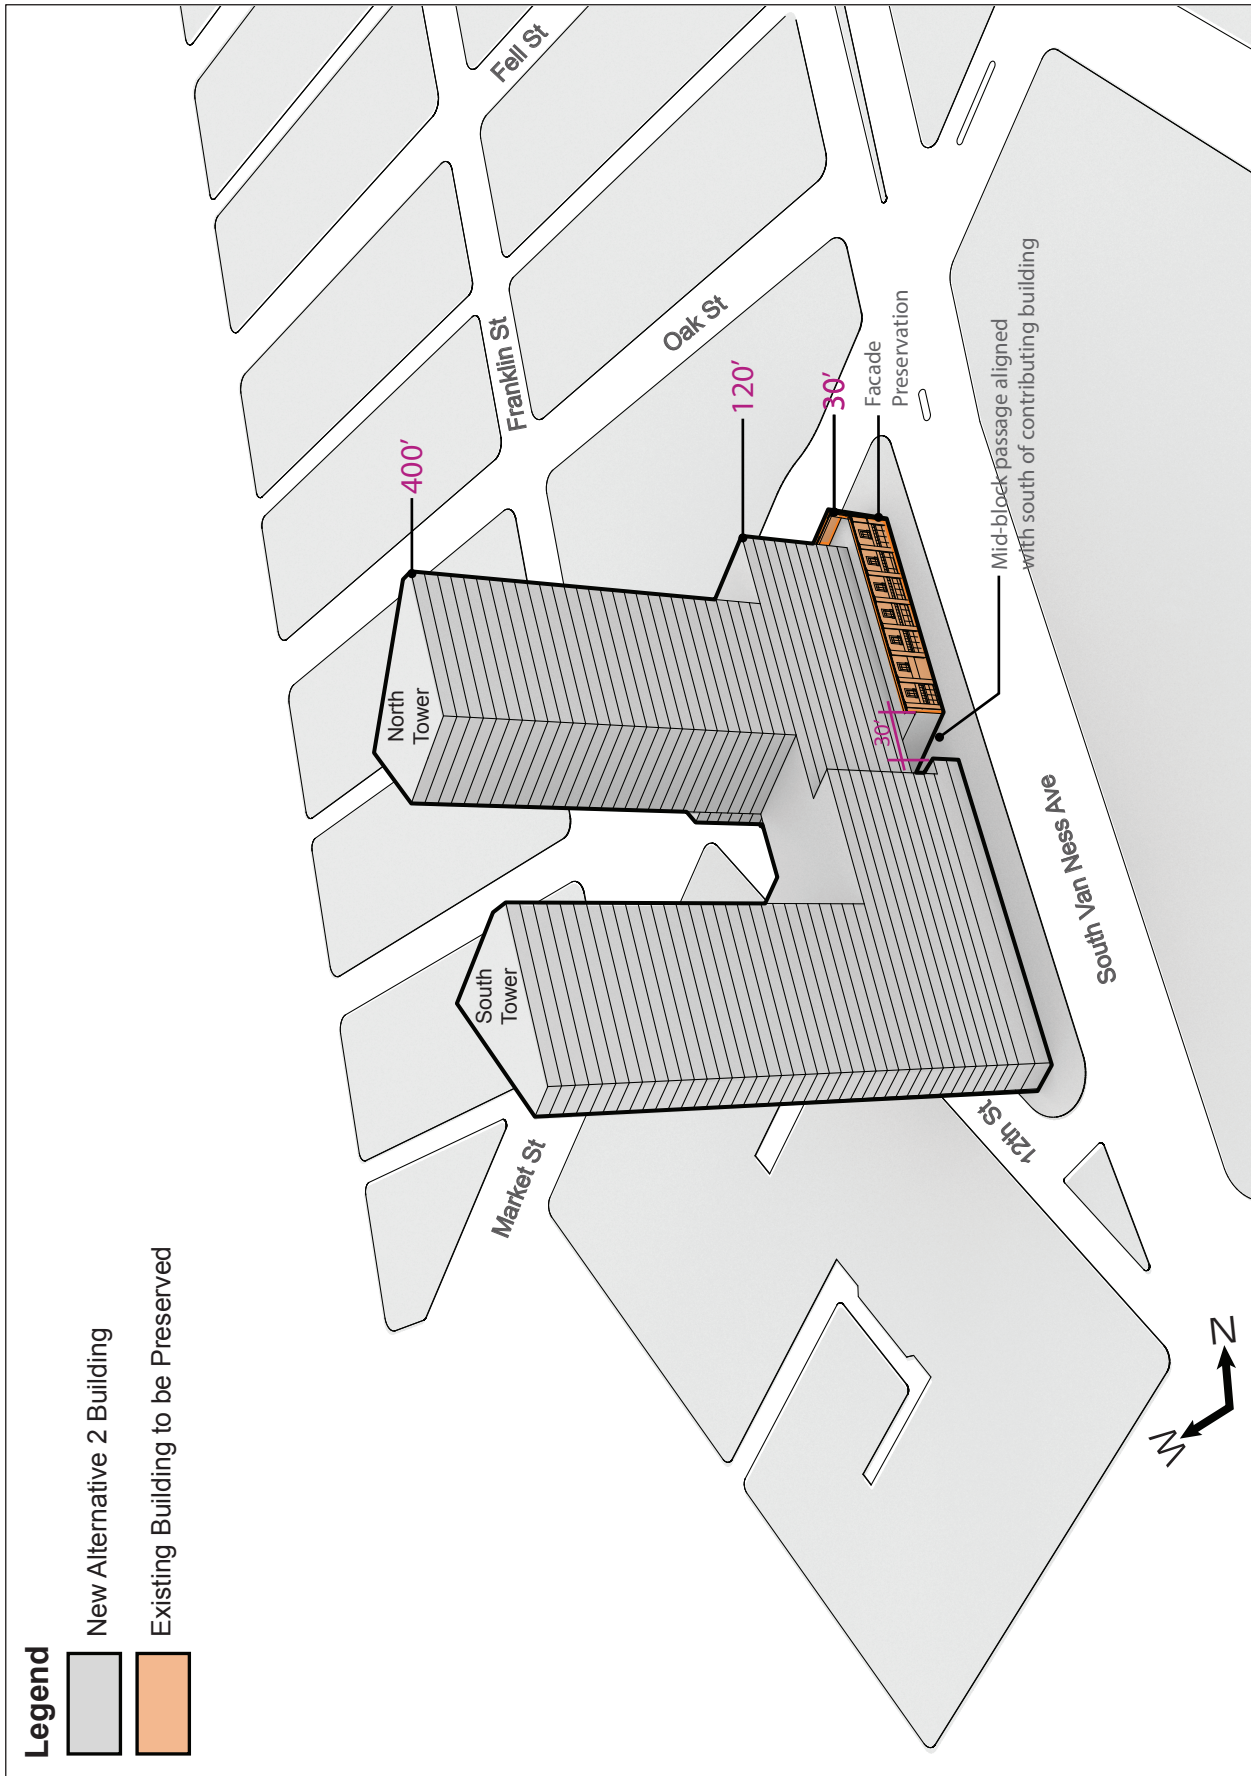 Legend
New Alternative 2 Building
Existing Building to be Preserved
Fell St
Franklin St
Oak St
400′
120′
30′
Facade
Preservation
Mid-block passage aligned
with south of contributing building
North
Tower
30′
South
Tower
South Van Ness Ave
Market St
12th St
N
W